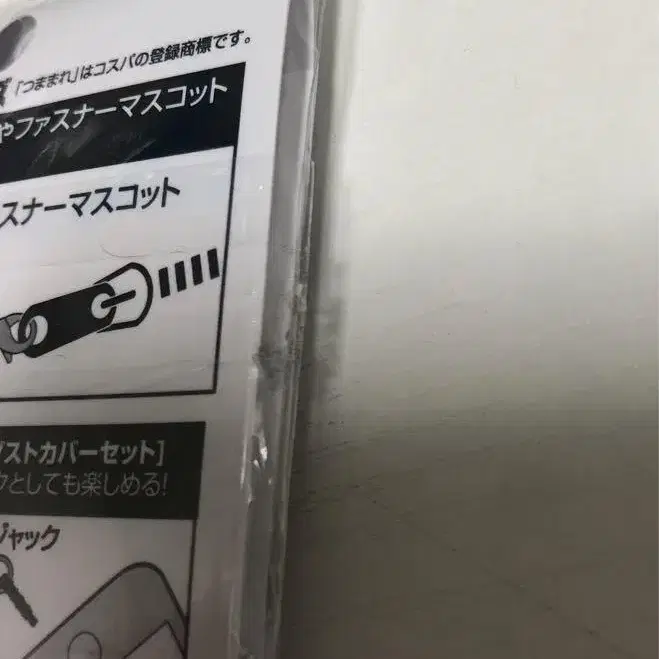 「つままれ」はコスパの登録商標です。
やファスナーマスコット
スナーマスコット
ストカバーセット]
クとしても楽しめる!
ジャック